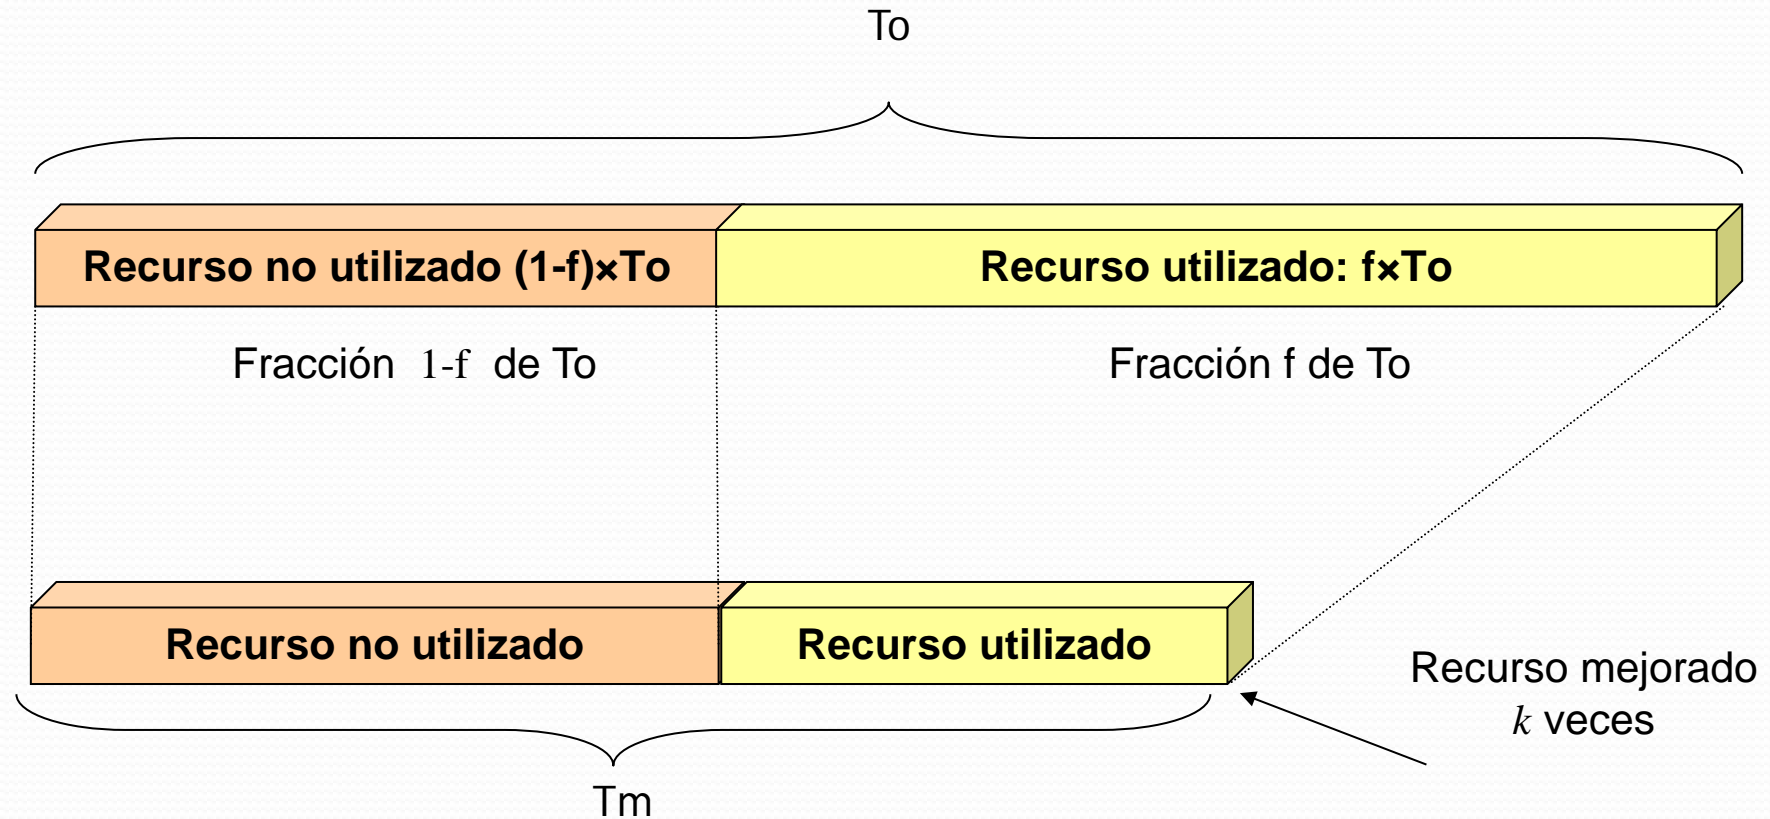 To
Recurso no utilizado (1-f)×To
Recurso utilizado: f×To
Fracción 1-f de To
Fracción f de To
Recurso no utilizado
Recurso utilizado
Recurso mejorado
k veces
Tm